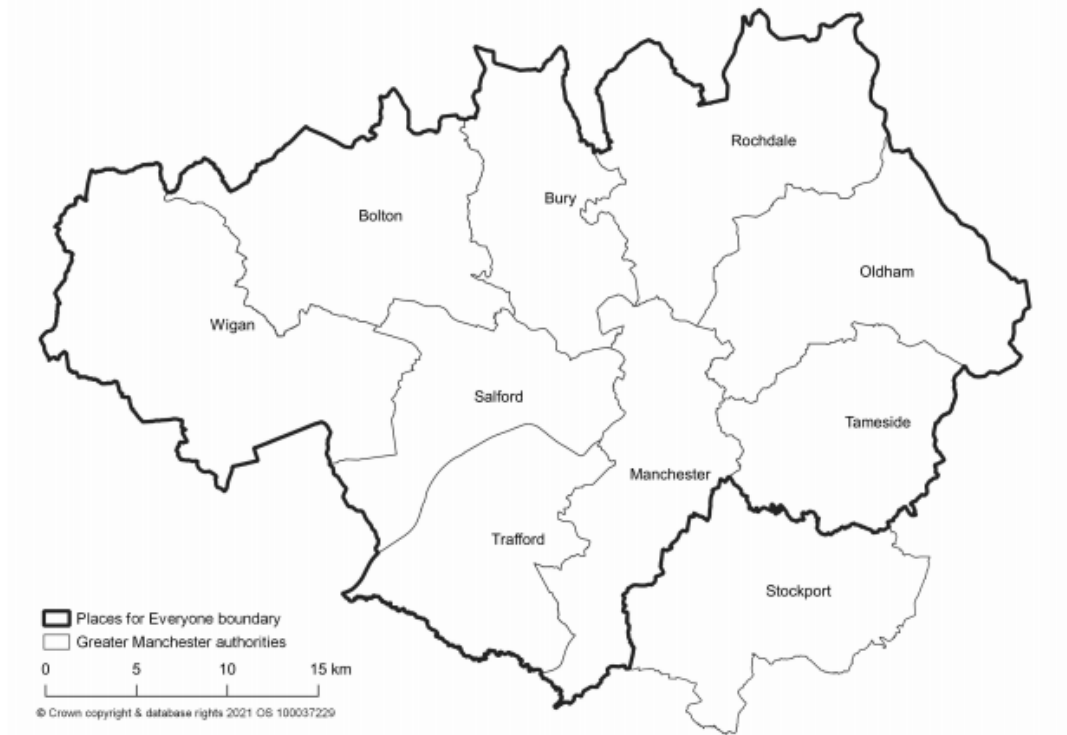 Rochdale
Bury
Bolton
Oldham
Wigan
Salford
Tameside
Manchester
Trafford
Stockport
Places for Everyone boundary
Greater Manchester authorities
0 5 10 15 km
© Crown copyright & database rights 2021 OS 100037229